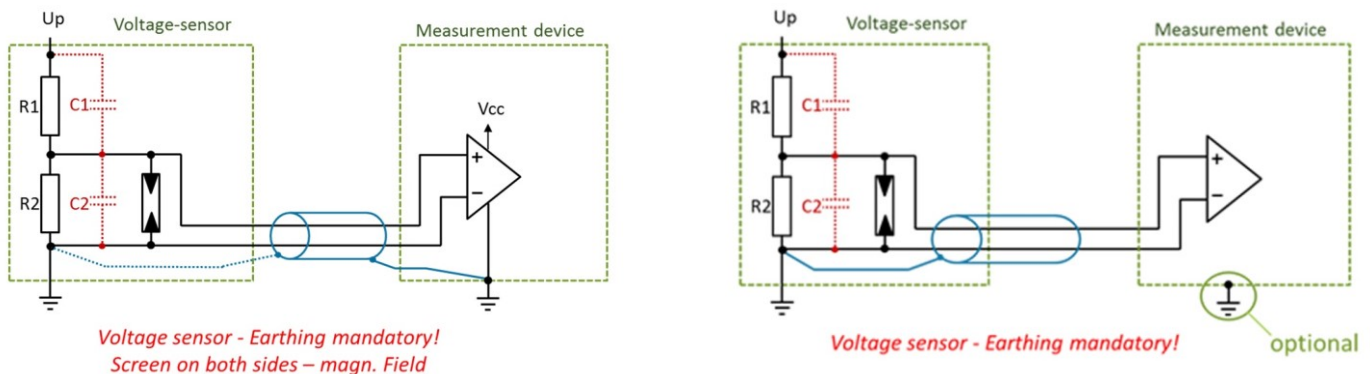 Up
Voltage-sensor
Measurement device
R1
C1
Vcc
+
−
R2
C2
Voltage sensor - Earthing mandatory!
Screen on both sides – magn. Field
Up
Voltage-sensor
Measurement device
R1
C1
+
−
R2
C2
optional
Voltage sensor - Earthing mandatory!